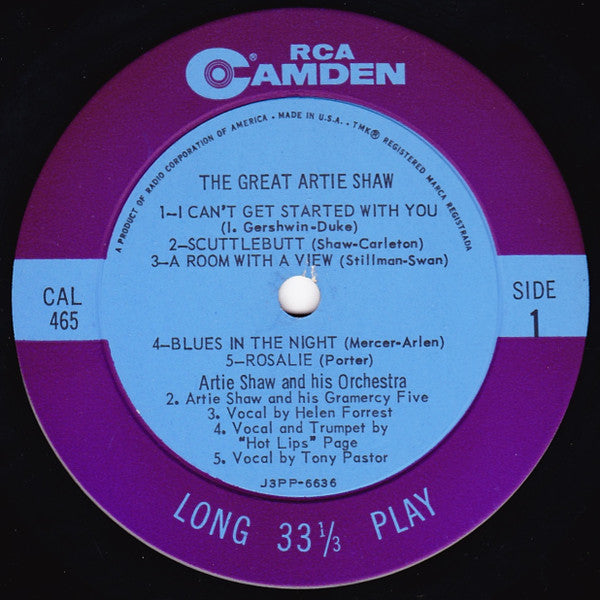 RCA
CAMDEN®
A PRODUCT OF RADIO CORPORATION OF AMERICA • MADE IN U.S.A. • TMK® REGISTERED MARCA REGISTRADA
THE GREAT ARTIE SHAW
1—I CAN'T GET STARTED WITH YOU
(I. Gershwin-Duke)
2—SCUTTLEBUTT (Shaw-Carleton)
3—A ROOM WITH A VIEW (Stillman-Swan)
CAL
465
SIDE
1
4—BLUES IN THE NIGHT (Mercer-Arlen)
5—ROSALIE (Porter)
Artie Shaw and his Orchestra
2. Artie Shaw and his Gramercy Five
3. Vocal by Helen Forrest
4. Vocal and Trumpet by
"Hot Lips" Page
5. Vocal by Tony Pastor
J3PP-6636
LONG 33 1/3 PLAY